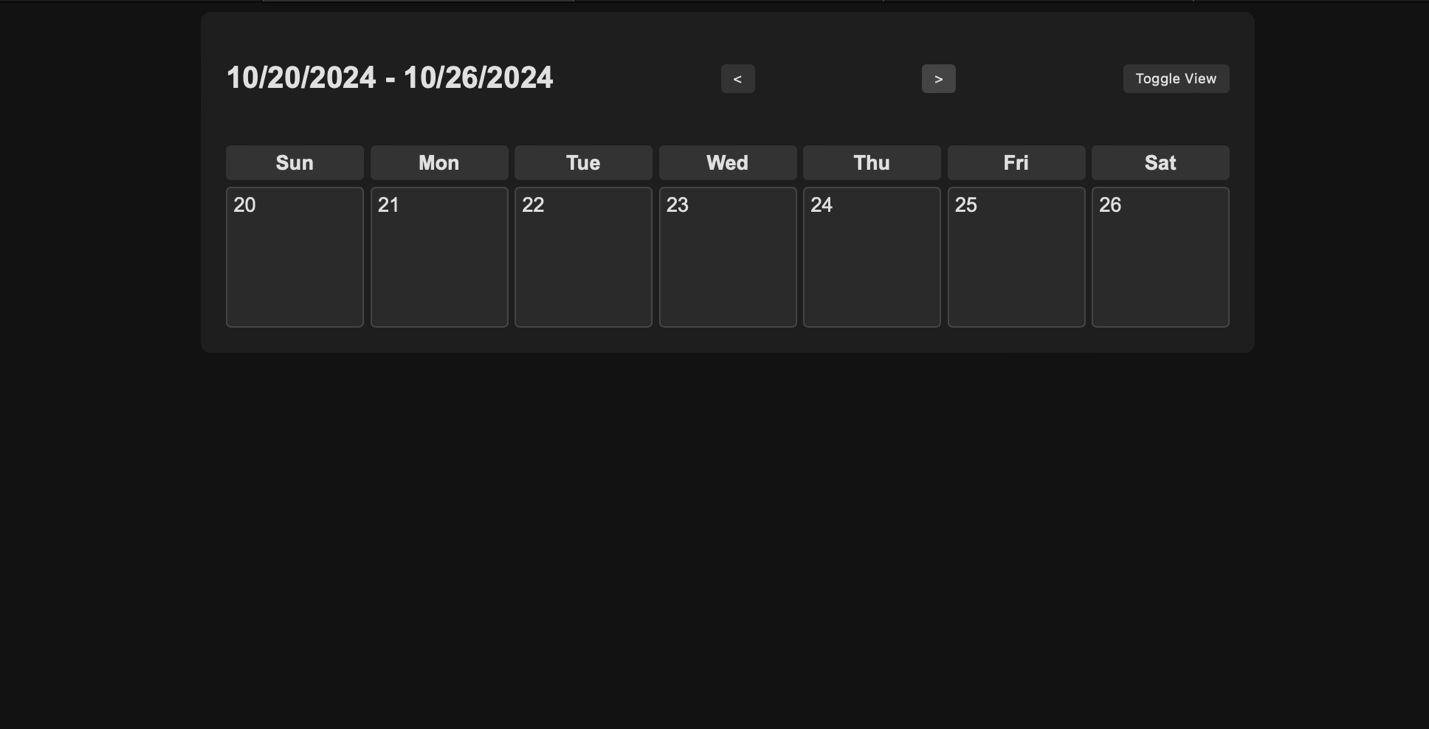 10/20/2024 - 10/26/2024 < > Toggle View
Sun Mon Tue Wed Thu Fri Sat
20 21 22 23 24 25 26